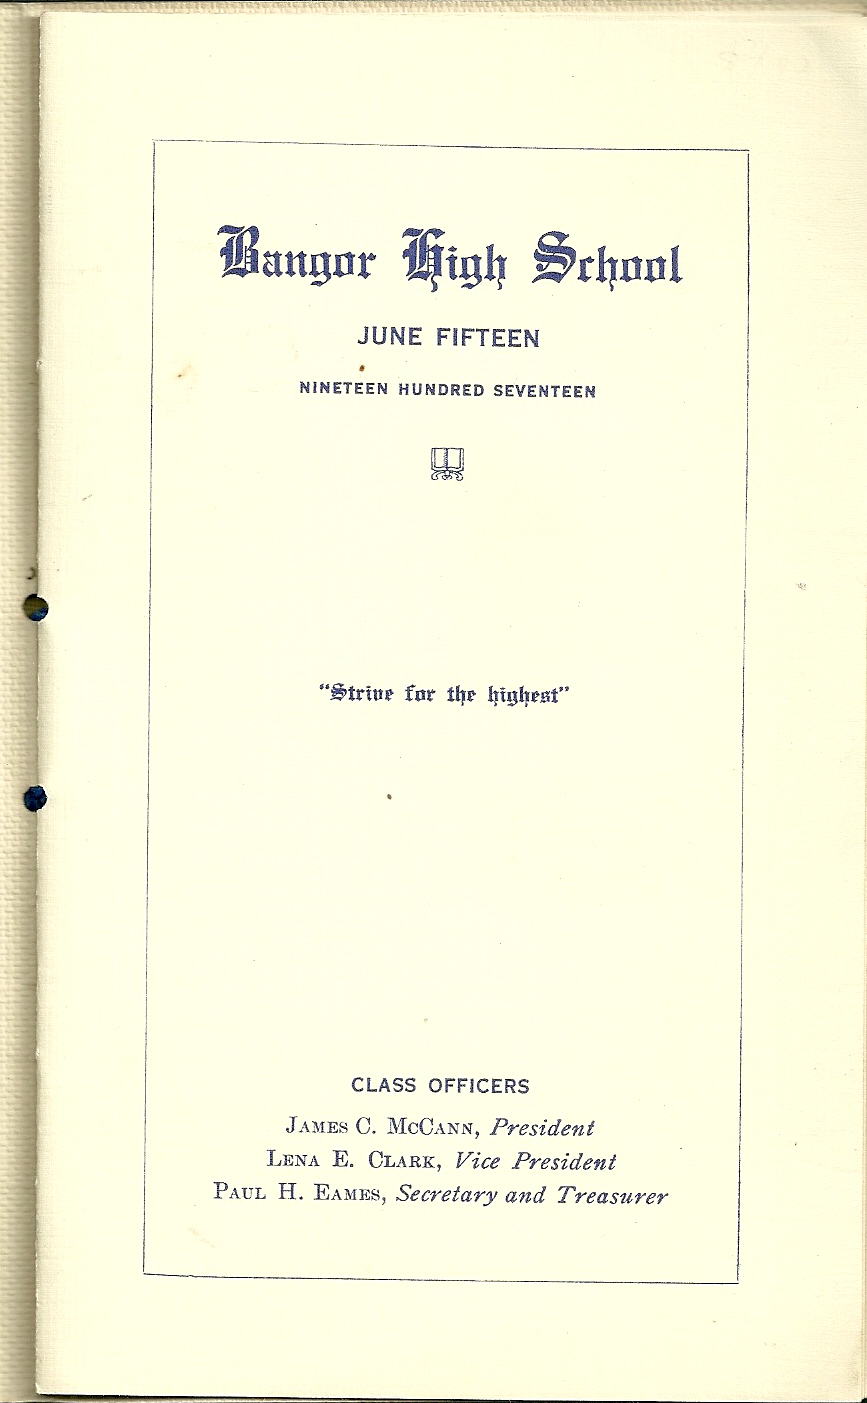 Bangor High School
JUNE FIFTEEN
NINETEEN HUNDRED SEVENTEEN
“Strive for the highest”
CLASS OFFICERS
JAMES C. MCCANN, President
LENA E. CLARK, Vice President
PAUL H. EAMES, Secretary and Treasurer